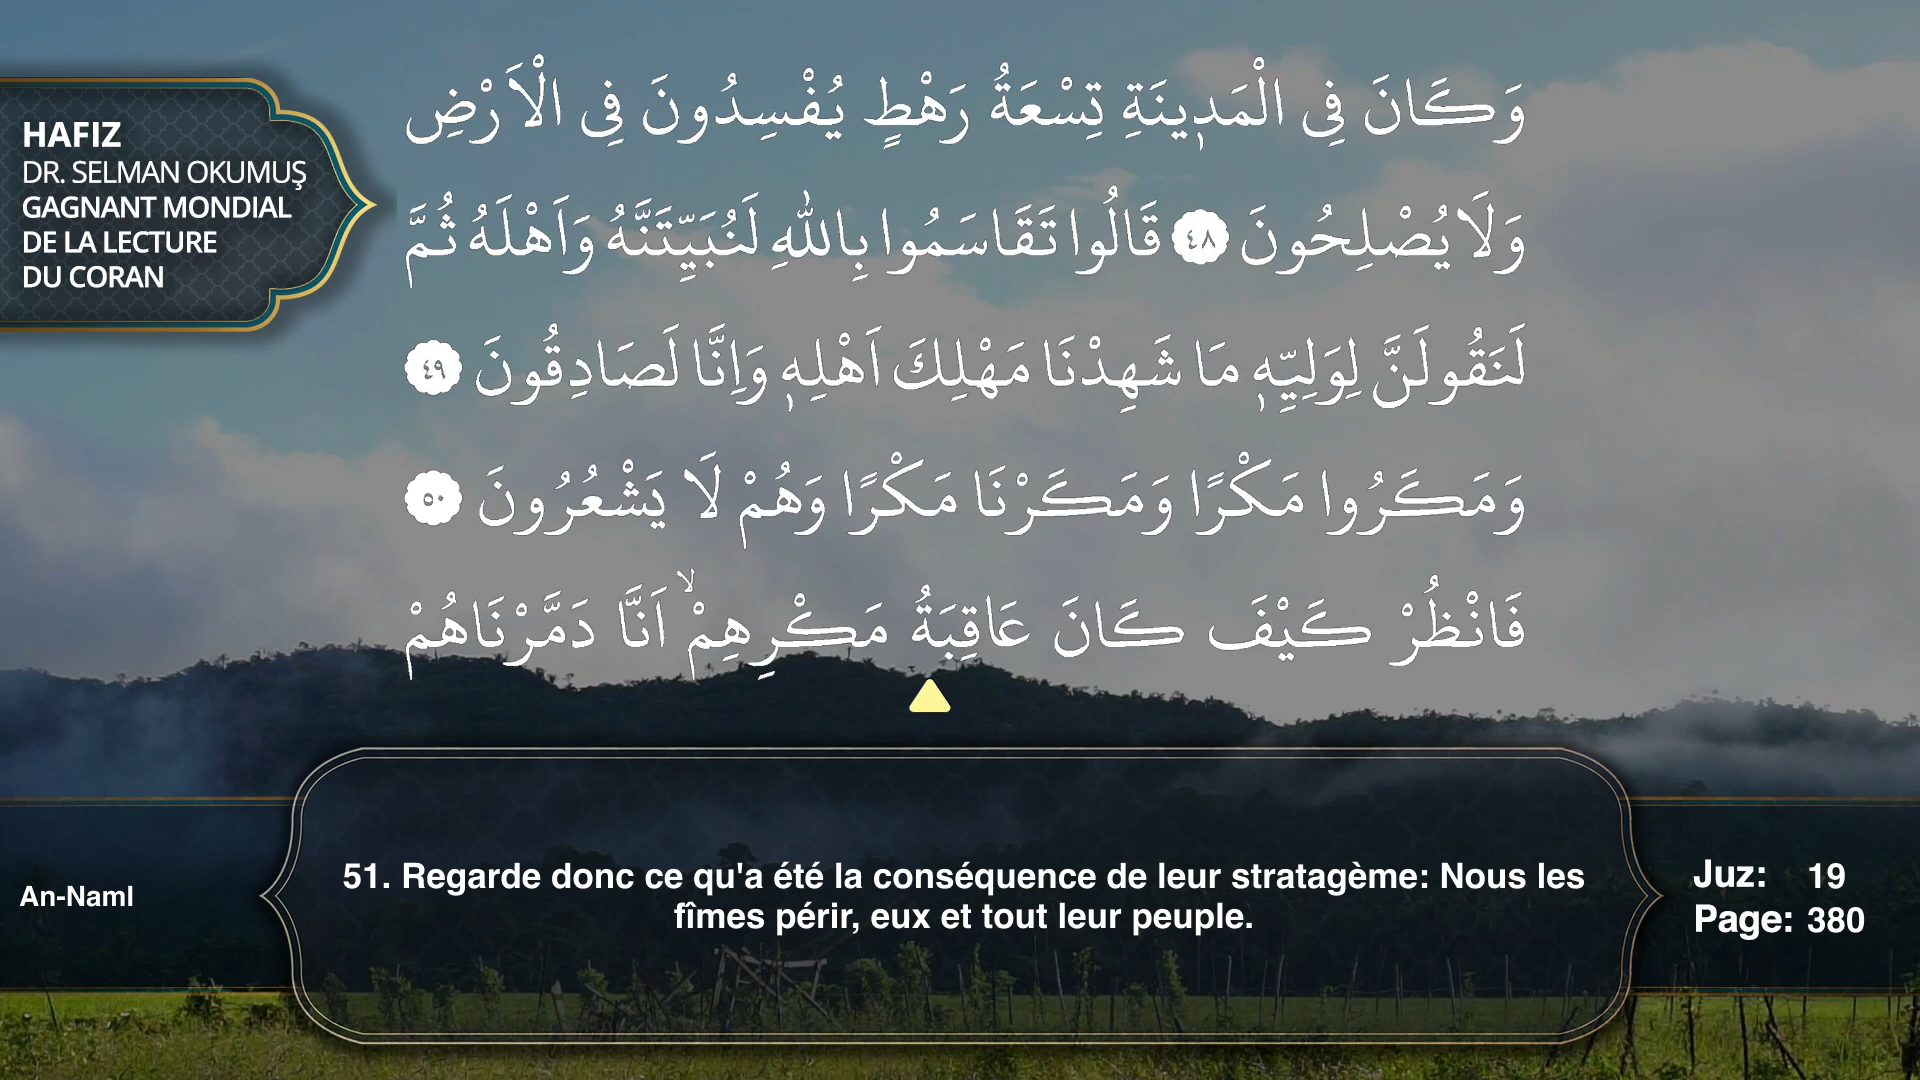 HAFIZ
DR. SELMAN OKUMUŞ
GAGNANT MONDIAL
DE LA LECTURE
DU CORAN
وَكَانَ فِى الْمَدٖينَةِ تِسْعَةُ رَهْطٍ يُفْسِدُونَ فِى الْاَرْضِ
وَلَا يُصْلِحُونَ ٤٨ قَالُوا تَقَاسَمُوا بِاللّٰهِ لَنُبَيِّتَنَّهُ وَاَهْلَهُ ثُمَّ
لَنَقُولَنَّ لِوَلِيِّهٖ مَا شَهِدْنَا مَهْلِكَ اَهْلِهٖ وَاِنَّا لَصَادِقُونَ ٤٩
وَمَكَرُوا مَكْرًا وَمَكَرْنَا مَكْرًا وَهُمْ لَا يَشْعُرُونَ ٥٠
فَانْظُرْ كَيْفَ كَانَ عَاقِبَةُ مَكْرِهِمْۙ اَنَّا دَمَّرْنَاهُمْ
51. Regarde donc ce qu'a été la conséquence de leur stratagème: Nous les
fîmes périr, eux et tout leur peuple.
An-Naml
Juz: 19
Page: 380